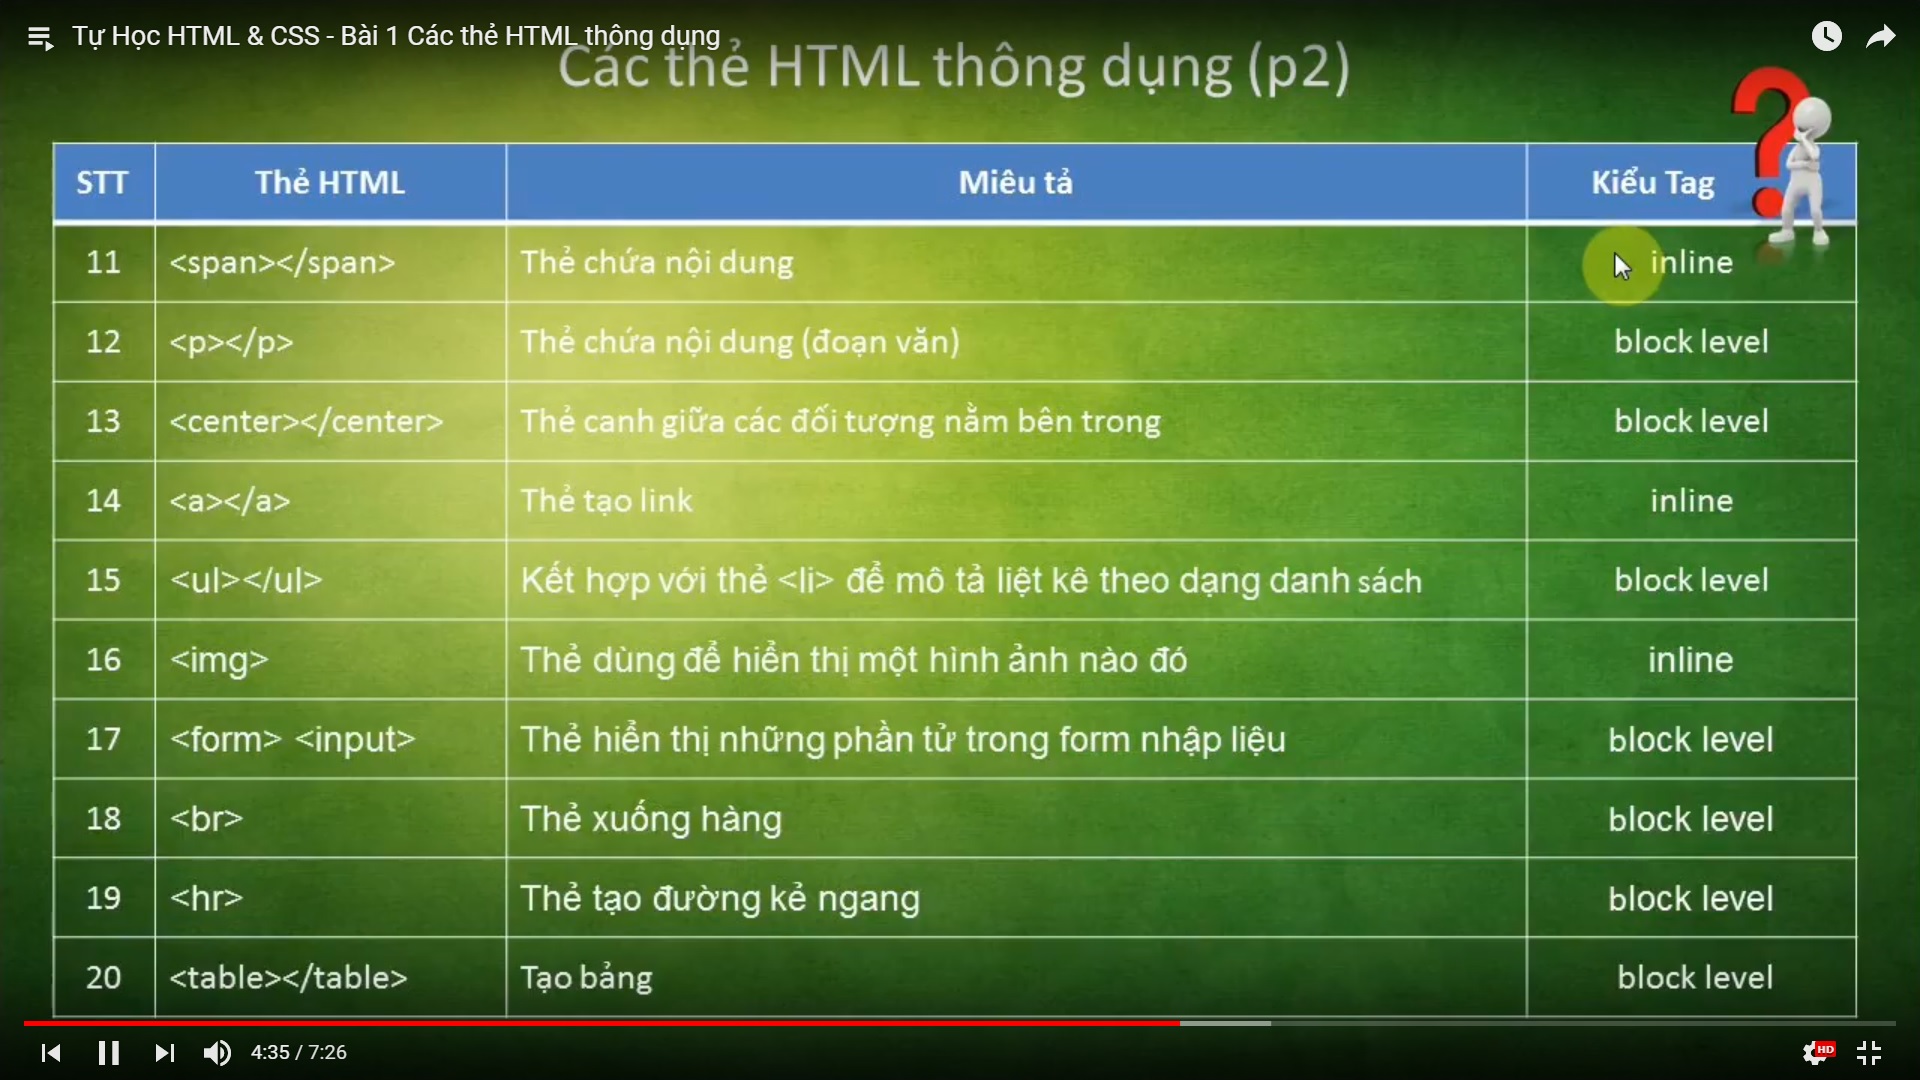 Tự Học HTML & CSS - Bài 1 Các thẻ HTML thông dụng
Các thẻ HTML thông dụng (p2)
STT Thẻ HTML Miêu tả Kiểu Tag
11 <span></span> Thẻ chứa nội dung inline
12 <p></p> Thẻ chứa nội dung (đoạn văn) block level
13 <center></center> Thẻ canh giữa các đối tượng nằm bên trong block level
14 <a></a> Thẻ tạo link inline
15 <ul></ul> Kết hợp với thẻ <li> để mô tả liệt kê theo dạng danh sách block level
16 <img> Thẻ dùng để hiển thị một hình ảnh nào đó inline
17 <form> <input> Thẻ hiển thị những phần tử trong form nhập liệu block level
18 <br> Thẻ xuống hàng block level
19 <hr> Thẻ tạo đường kẻ ngang block level
20 <table></table> Tạo bảng block level
4:35 / 7:26 HD